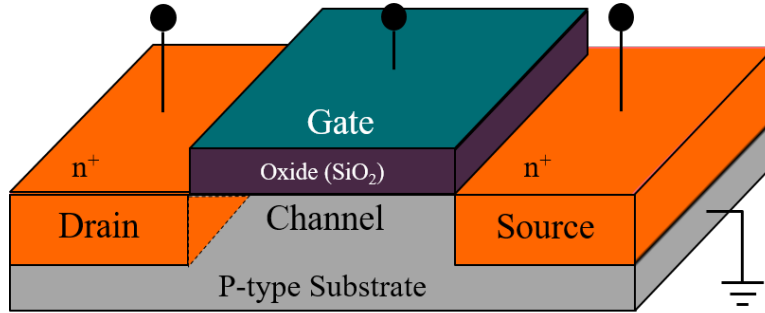 Gate
n⁺
Oxide (SiO₂)
n⁺
Drain
Channel
Source
P-type Substrate